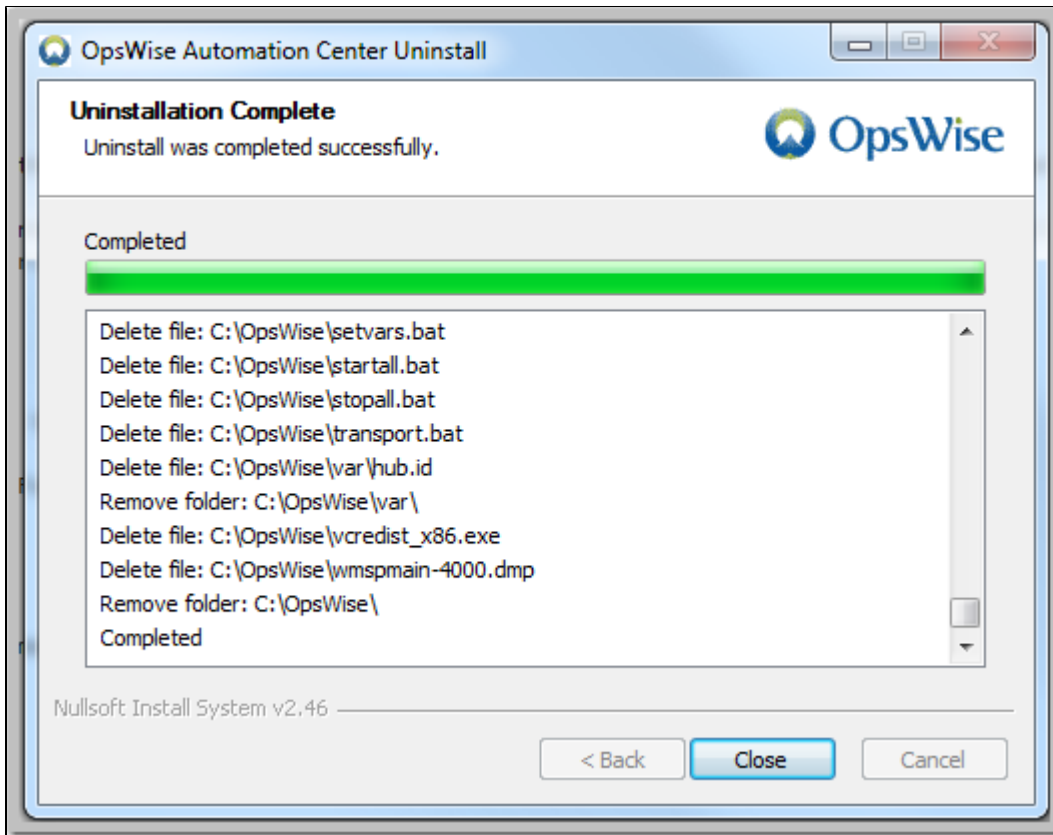 OpsWise Automation Center Uninstall
Uninstallation Complete
Uninstall was completed successfully.
OpsWise
Completed
Delete file: C:\OpsWise\setvars.bat
Delete file: C:\OpsWise\startall.bat
Delete file: C:\OpsWise\stopall.bat
Delete file: C:\OpsWise\transport.bat
Delete file: C:\OpsWise\var\hub.id
Remove folder: C:\OpsWise\var\
Delete file: C:\OpsWise\vcredist_x86.exe
Delete file: C:\OpsWise\wmspmain-4000.dmp
Remove folder: C:\OpsWise\
Completed
Nullsoft Install System v2.46
< Back
Close
Cancel